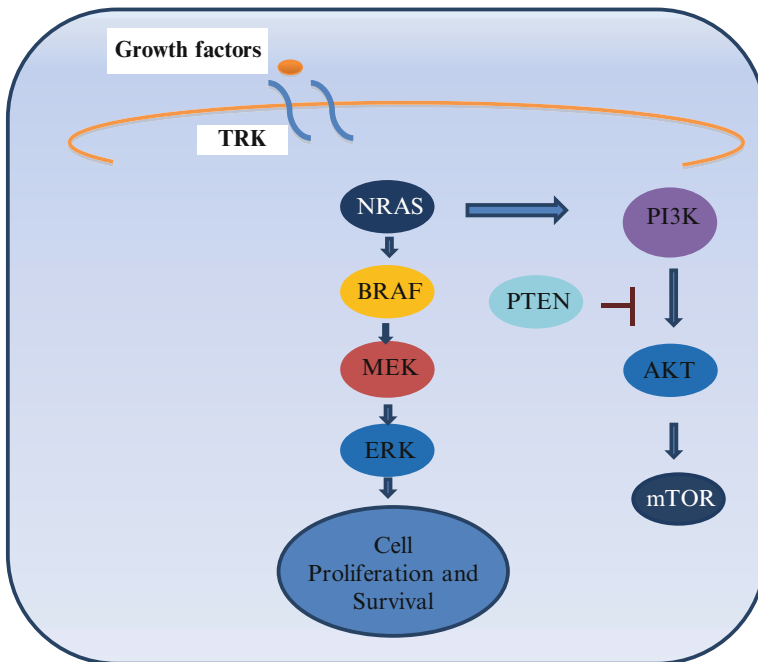 Growth factors
TRK
NRAS
PI3K
BRAF
PTEN
MEK
AKT
ERK
mTOR
Cell
Proliferation and
Survival